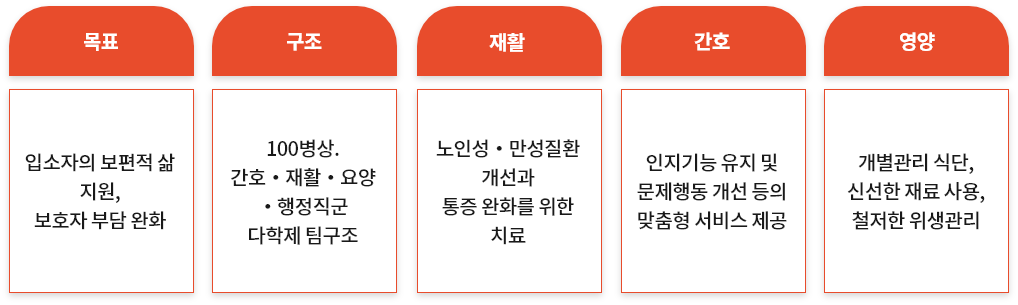 목표
입소자의 보편적 삶
지원,
보호자 부담 완화
구조
100병상.
간호・재활・요양
・행정직군
다학제 팀구조
재활
노인성・만성질환
개선과
통증 완화를 위한
치료
간호
인지기능 유지 및
문제행동 개선 등의
맞춤형 서비스 제공
영양
개별관리 식단,
신선한 재료 사용,
철저한 위생관리